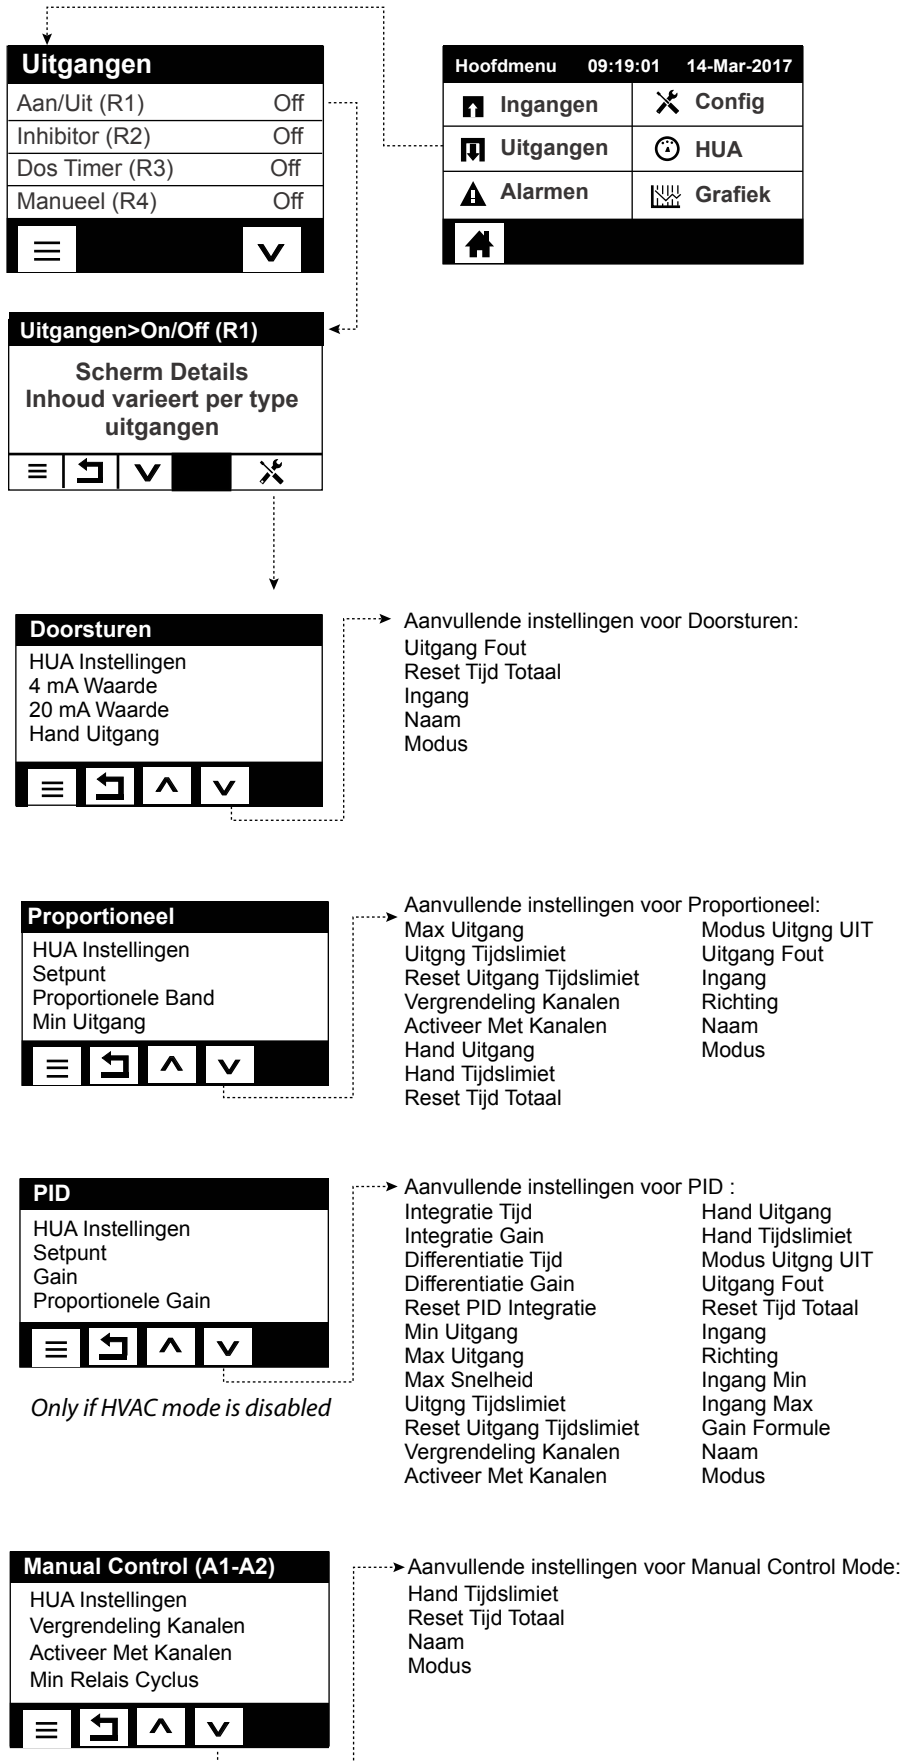 Uitgangen
Aan/Uit (R1) Off
Inhibitor (R2) Off
Dos Timer (R3) Off
Manueel (R4) Off
Hoofdmenu 09:19:01 14-Mar-2017
Ingangen Config
Uitgangen HUA
Alarmen Grafiek
Uitgangen>On/Off (R1)
Scherm Details
Inhoud varieert per type
uitgangen
Doorsturen
HUA Instellingen
4 mA Waarde
20 mA Waarde
Hand Uitgang
Aanvullende instellingen voor Doorsturen:
Uitgang Fout
Reset Tijd Totaal
Ingang
Naam
Modus
Proportioneel
HUA Instellingen
Setpunt
Proportionele Band
Min Uitgang
Aanvullende instellingen voor Proportioneel:
Max Uitgang
Uitgng Tijdslimiet
Reset Uitgang Tijdslimiet
Vergrendeling Kanalen
Activeer Met Kanalen
Hand Uitgang
Hand Tijdslimiet
Reset Tijd Totaal
Modus Uitgng UIT
Uitgang Fout
Ingang
Richting
Naam
Modus
PID
HUA Instellingen
Setpunt
Gain
Proportionele Gain
Only if HVAC mode is disabled
Aanvullende instellingen voor PID :
Integratie Tijd
Integratie Gain
Differentiatie Tijd
Differentiatie Gain
Reset PID Integratie
Min Uitgang
Max Uitgang
Max Snelheid
Uitgng Tijdslimiet
Reset Uitgang Tijdslimiet
Vergrendeling Kanalen
Activeer Met Kanalen
Hand Uitgang
Hand Tijdslimiet
Modus Uitgng UIT
Uitgang Fout
Reset Tijd Totaal
Ingang
Richting
Ingang Min
Ingang Max
Gain Formule
Naam
Modus
Manual Control (A1-A2)
HUA Instellingen
Vergrendeling Kanalen
Activeer Met Kanalen
Min Relais Cyclus
Aanvullende instellingen voor Manual Control Mode:
Hand Tijdslimiet
Reset Tijd Totaal
Naam
Modus